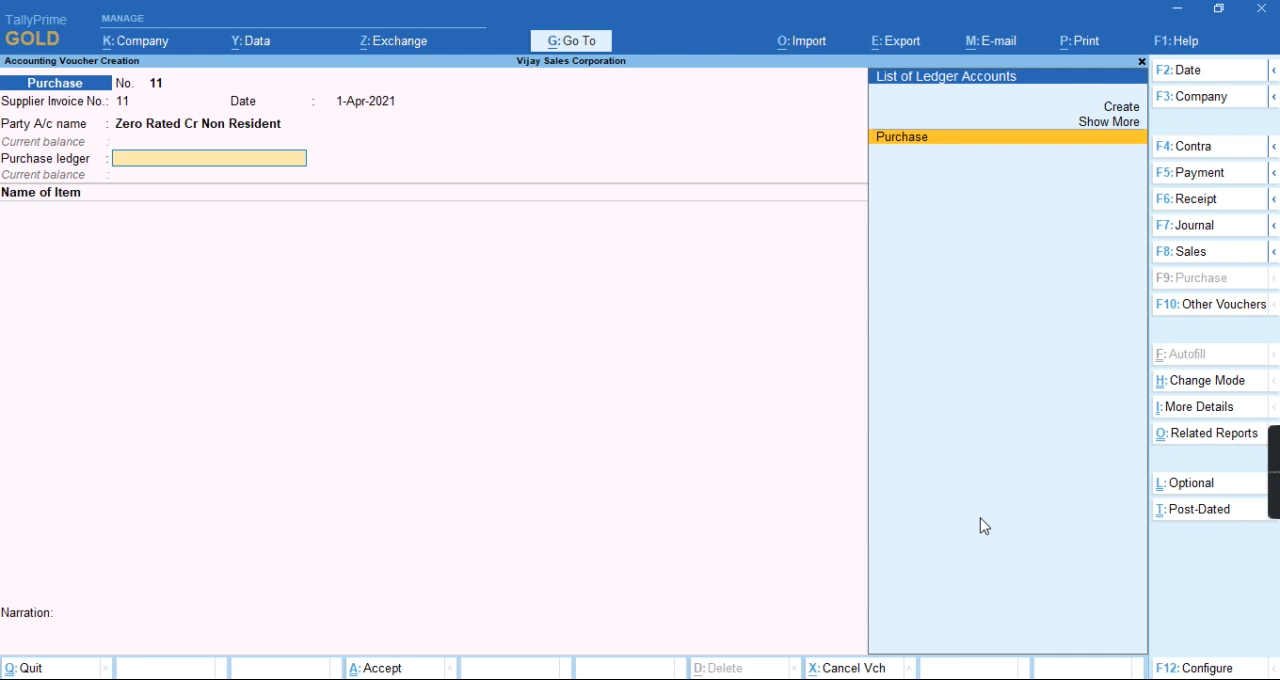 TallyPrime MANAGE
GOLD K: Company Y: Data Z: Exchange G: Go To O: Import E: Export M: E-mail P: Print F1: Help
Accounting Voucher Creation Vijay Sales Corporation
Purchase No. 11
Supplier Invoice No.: 11 Date : 1-Apr-2021
Party A/c name : Zero Rated Cr Non Resident
Current balance :
Purchase ledger :
Current balance :
Name of Item
Narration:
List of Ledger Accounts
Create
Show More
Purchase
F2: Date
F3: Company
F4: Contra
F5: Payment
F6: Receipt
F7: Journal
F8: Sales
F9: Purchase
F10: Other Vouchers
F: Autofill
H: Change Mode
I: More Details
O: Related Reports
L: Optional
T: Post-Dated
Q: Quit A: Accept D: Delete X: Cancel Vch F12: Configure